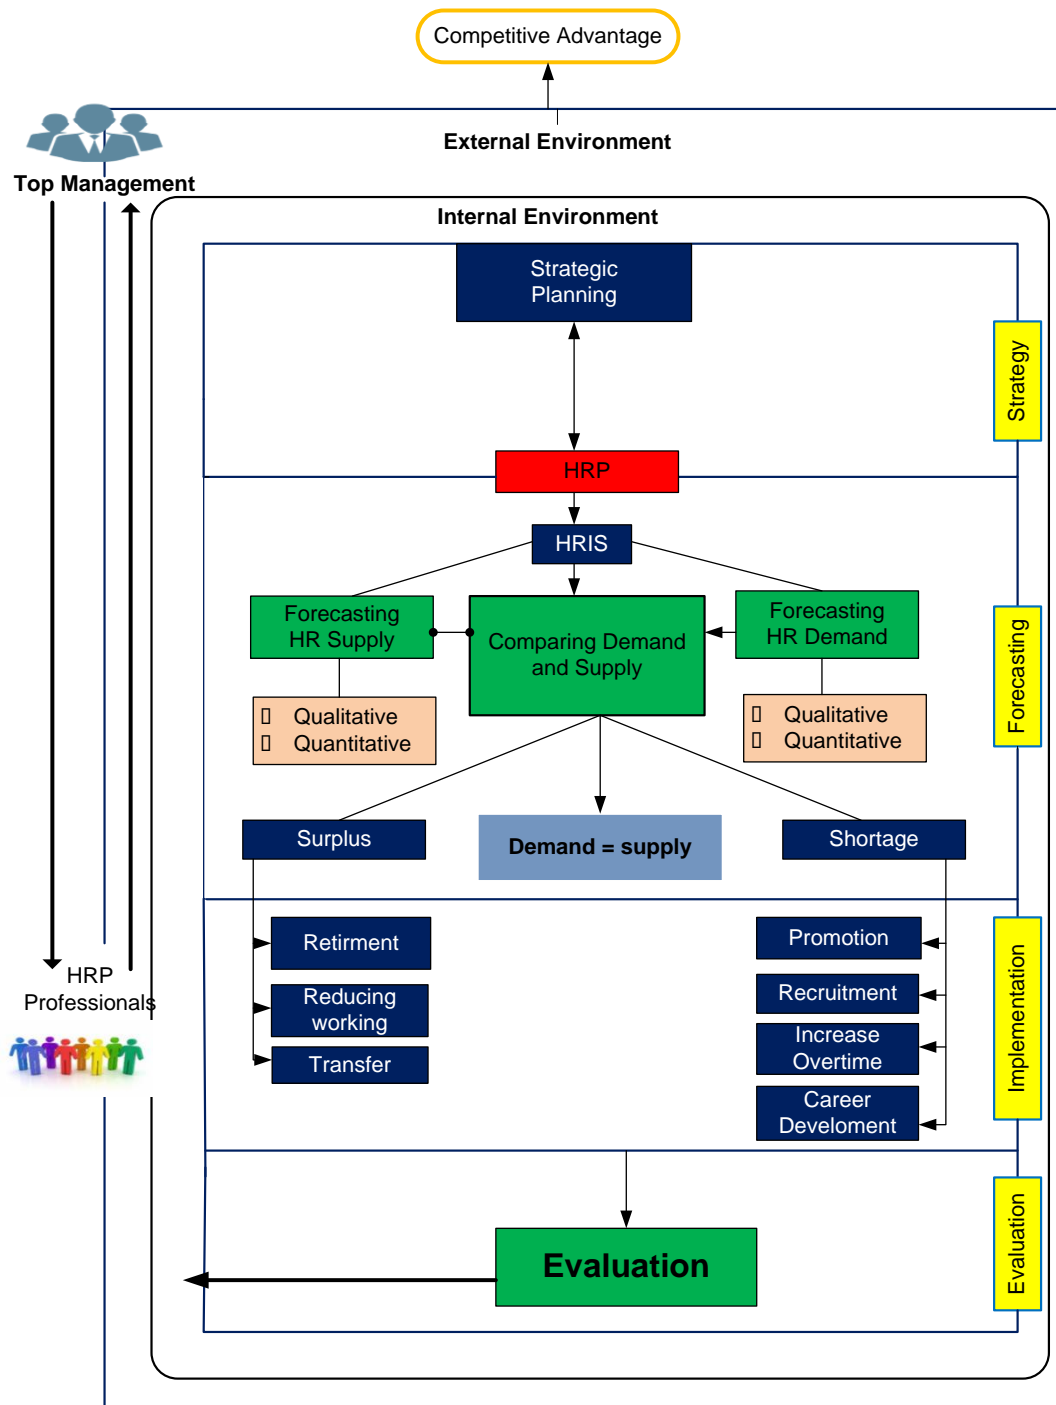 Competitive Advantage
External Environment
Top Management
Internal Environment
Strategic
Planning
Strategy
HRP
HRIS
Forecasting
HR Supply
Comparing Demand
and Supply
Forecasting
HR Demand
Forecasting
Qualitative
Quantitative
Qualitative
Quantitative
Surplus
Demand = supply
Shortage
Retirment
Reducing
working
Transfer
Promotion
Recruitment
Increase
Overtime
Career
Develoment
Implementation
HRP
Professionals
Evaluation
Evaluation